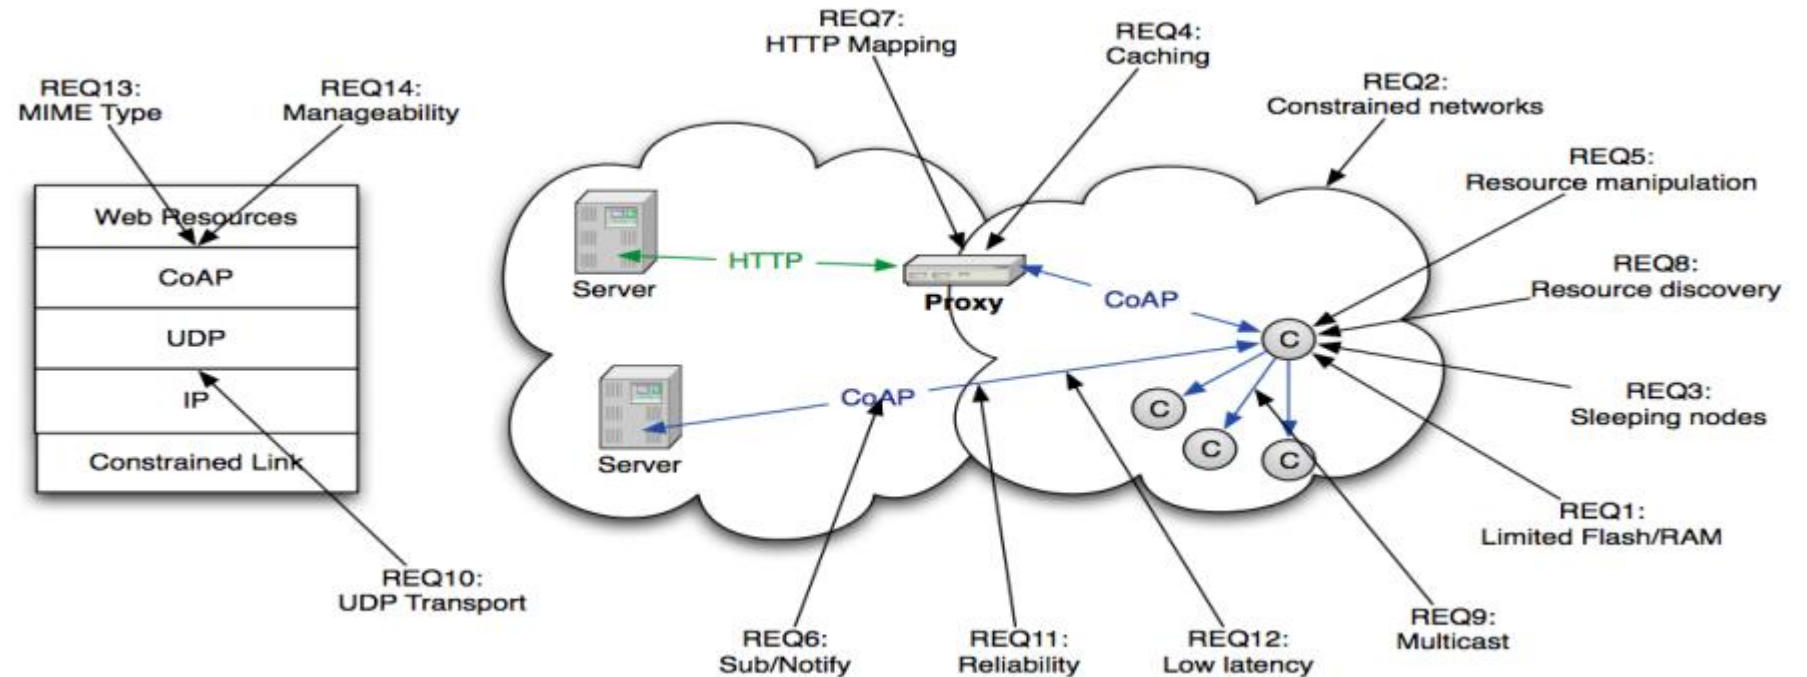 REQ7:
HTTP Mapping
REQ4:
Caching
REQ13:
MIME Type
REQ14:
Manageability
REQ2:
Constrained networks
REQ5:
Resource manipulation
Web Resources
CoAP
UDP
IP
Constrained Link
REQ10:
UDP Transport
Server
HTTP
Proxy
CoAP
Server
CoAP
C
C
C
C
REQ8:
Resource discovery
REQ3:
Sleeping nodes
REQ1:
Limited Flash/RAM
REQ9:
Multicast
REQ6:
Sub/Notify
REQ11:
Reliability
REQ12:
Low latency